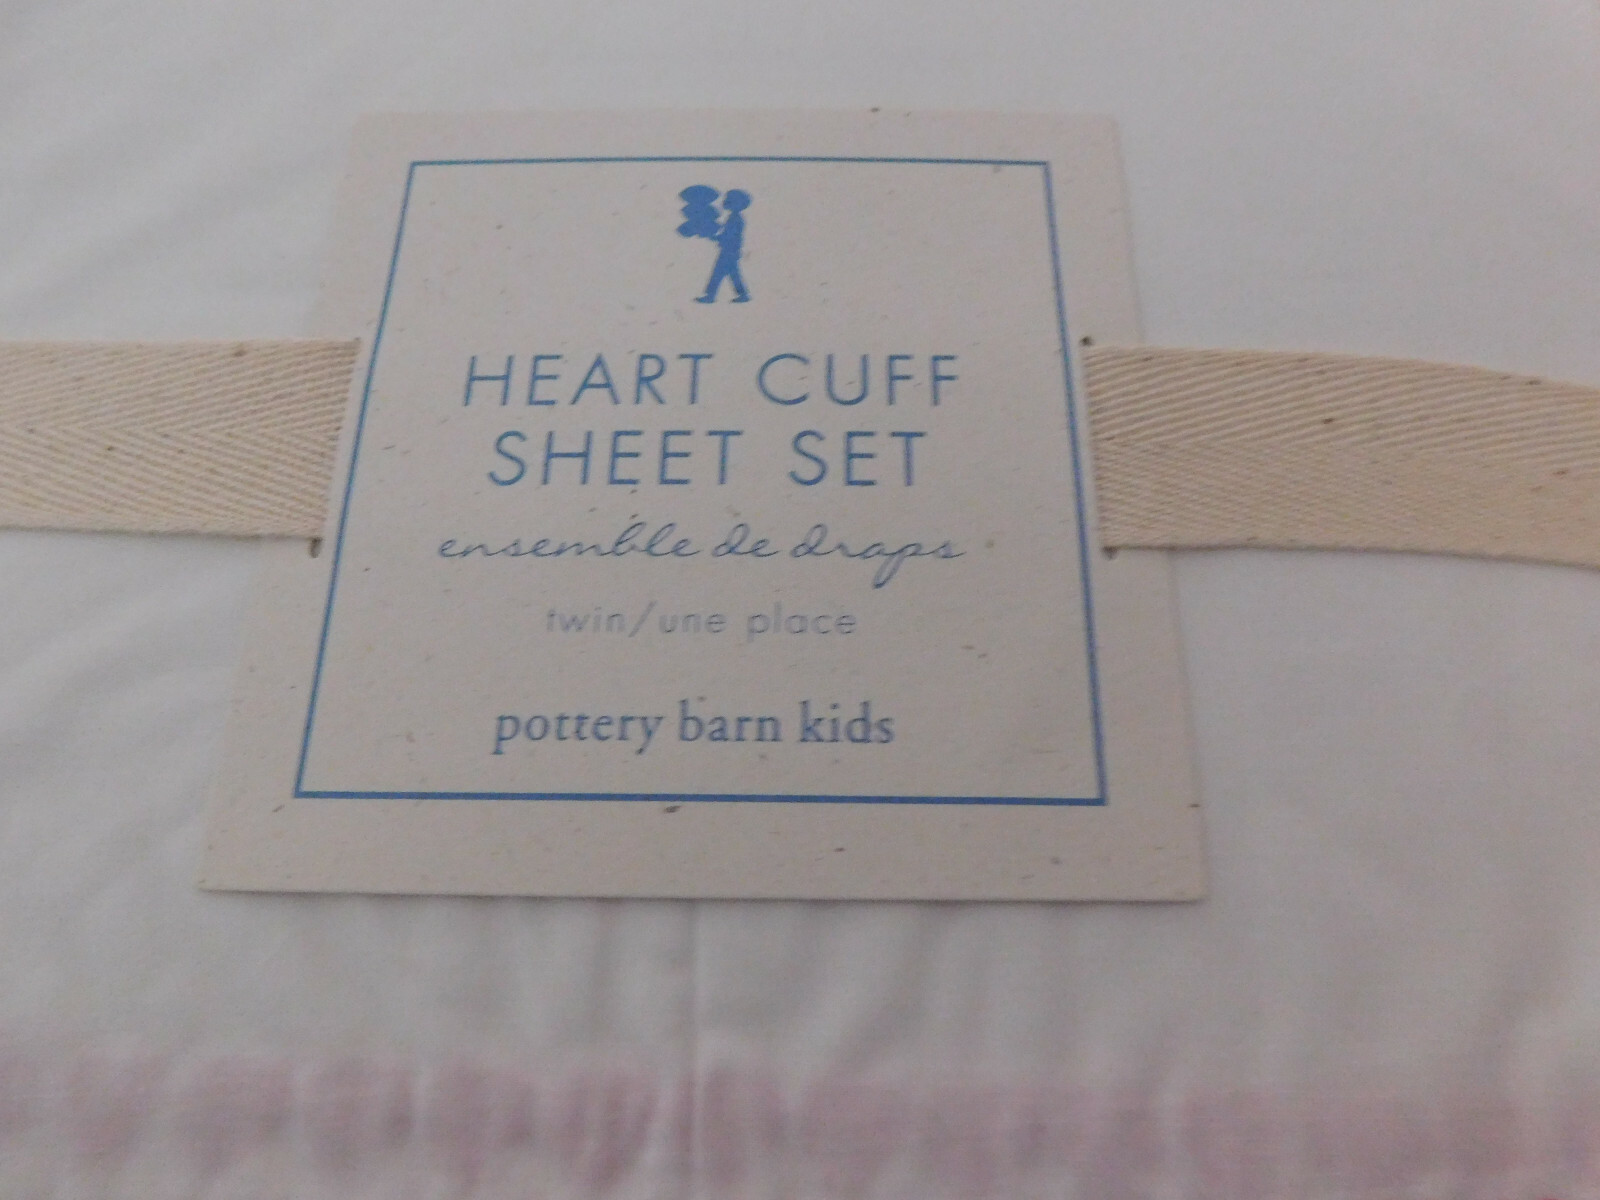 HEART CUFF
SHEET SET
ensemble de draps
twin/une place
pottery barn kids